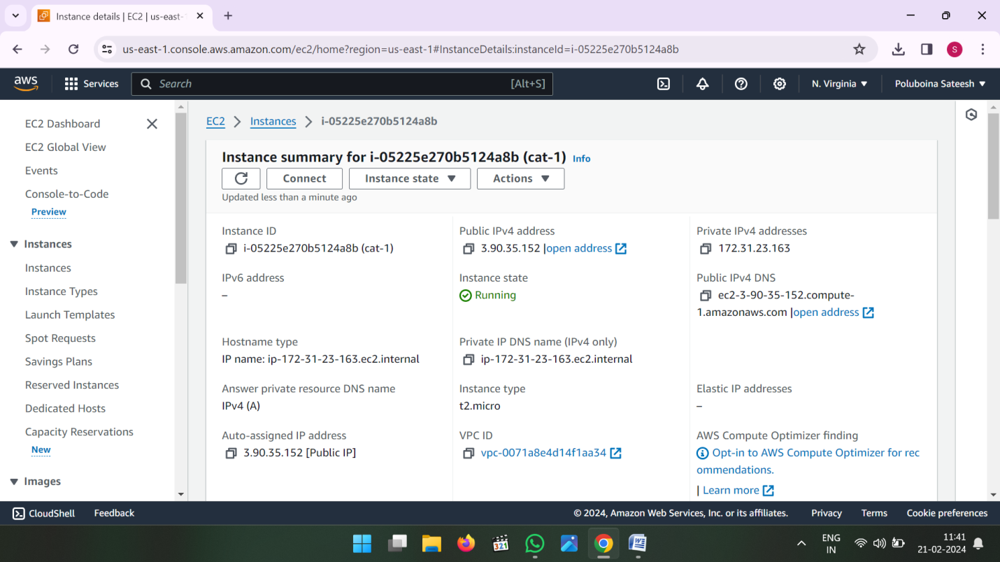 Instance details | EC2 | us-east-
us-east-1.console.aws.amazon.com/ec2/home?region=us-east-1#InstanceDetails:instanceId=i-05225e270b5124a8b
S
aws
Services
Search
[Alt+S]
N. Virginia
Poluboina Sateesh
EC2 Dashboard
EC2 Global View
Events
Console-to-Code
Preview
Instances
Instances
Instance Types
Launch Templates
Spot Requests
Savings Plans
Reserved Instances
Dedicated Hosts
Capacity Reservations
New
Images
EC2 > Instances > i-05225e270b5124a8b
Instance summary for i-05225e270b5124a8b (cat-1) Info
Connect
Instance state
Actions
Updated less than a minute ago
Instance ID
i-05225e270b5124a8b (cat-1)
Public IPv4 address
3.90.35.152 |open address
Private IPv4 addresses
172.31.23.163
IPv6 address
–
Instance state
Running
Public IPv4 DNS
ec2-3-90-35-152.compute-
1.amazonaws.com |open address
Hostname type
IP name: ip-172-31-23-163.ec2.internal
Private IP DNS name (IPv4 only)
ip-172-31-23-163.ec2.internal
Answer private resource DNS name
IPv4 (A)
Instance type
t2.micro
Elastic IP addresses
–
Auto-assigned IP address
3.90.35.152 [Public IP]
VPC ID
vpc-0071a8e4d14f1aa34
AWS Compute Optimizer finding
Opt-in to AWS Compute Optimizer for rec
ommendations.
| Learn more
CloudShell
Feedback
© 2024, Amazon Web Services, Inc. or its affiliates.
Privacy
Terms
Cookie preferences
321
W
ENG
IN
11:41
21-02-2024